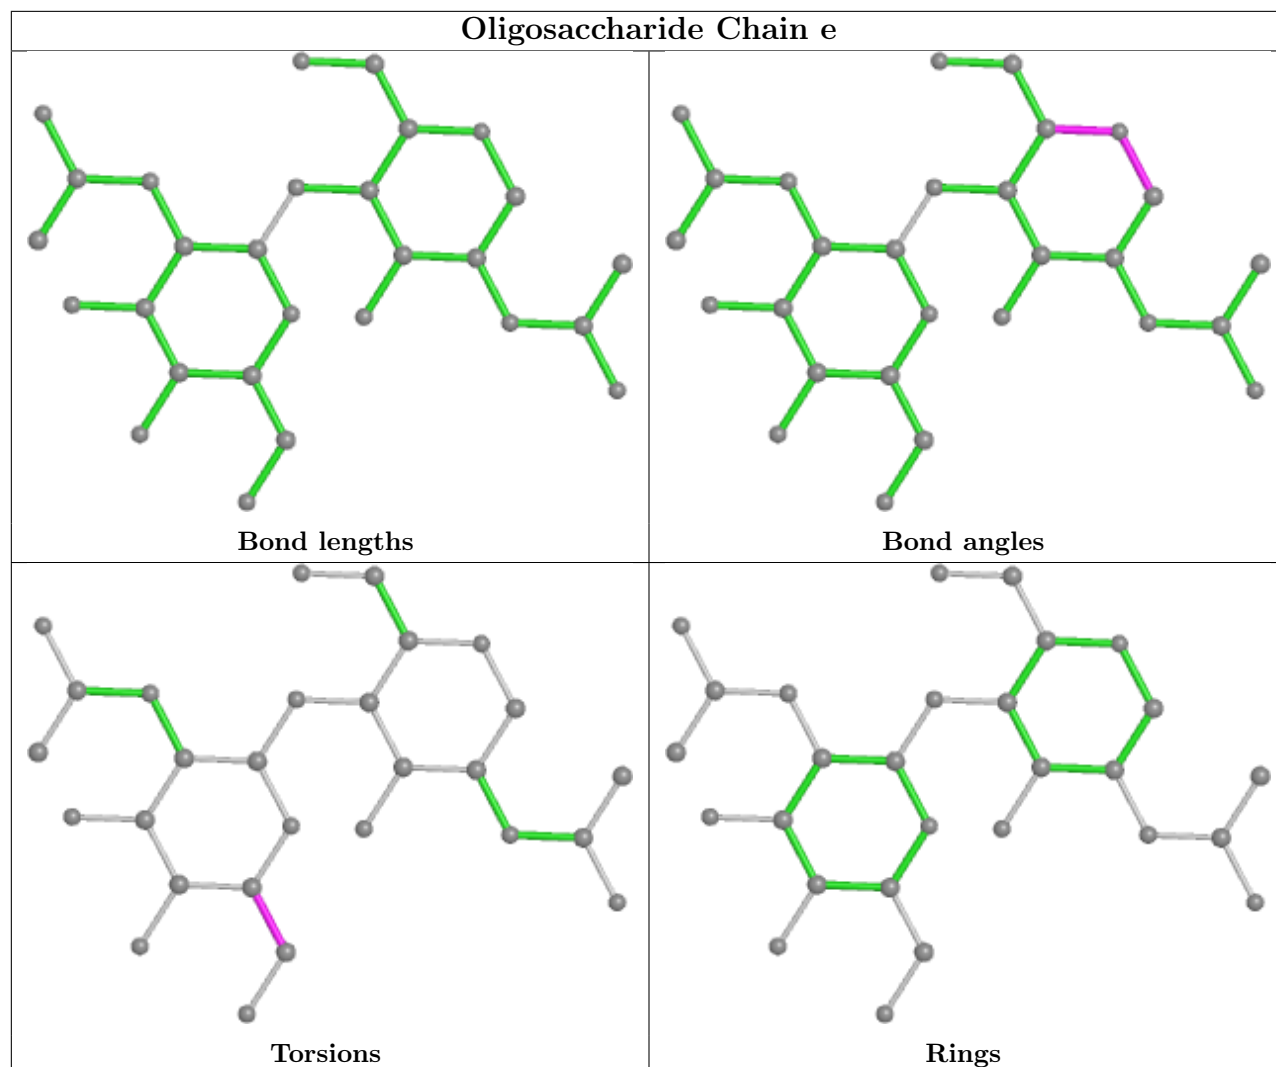 Oligosaccharide Chain e
Bond lengths
Bond angles
Torsions
Rings